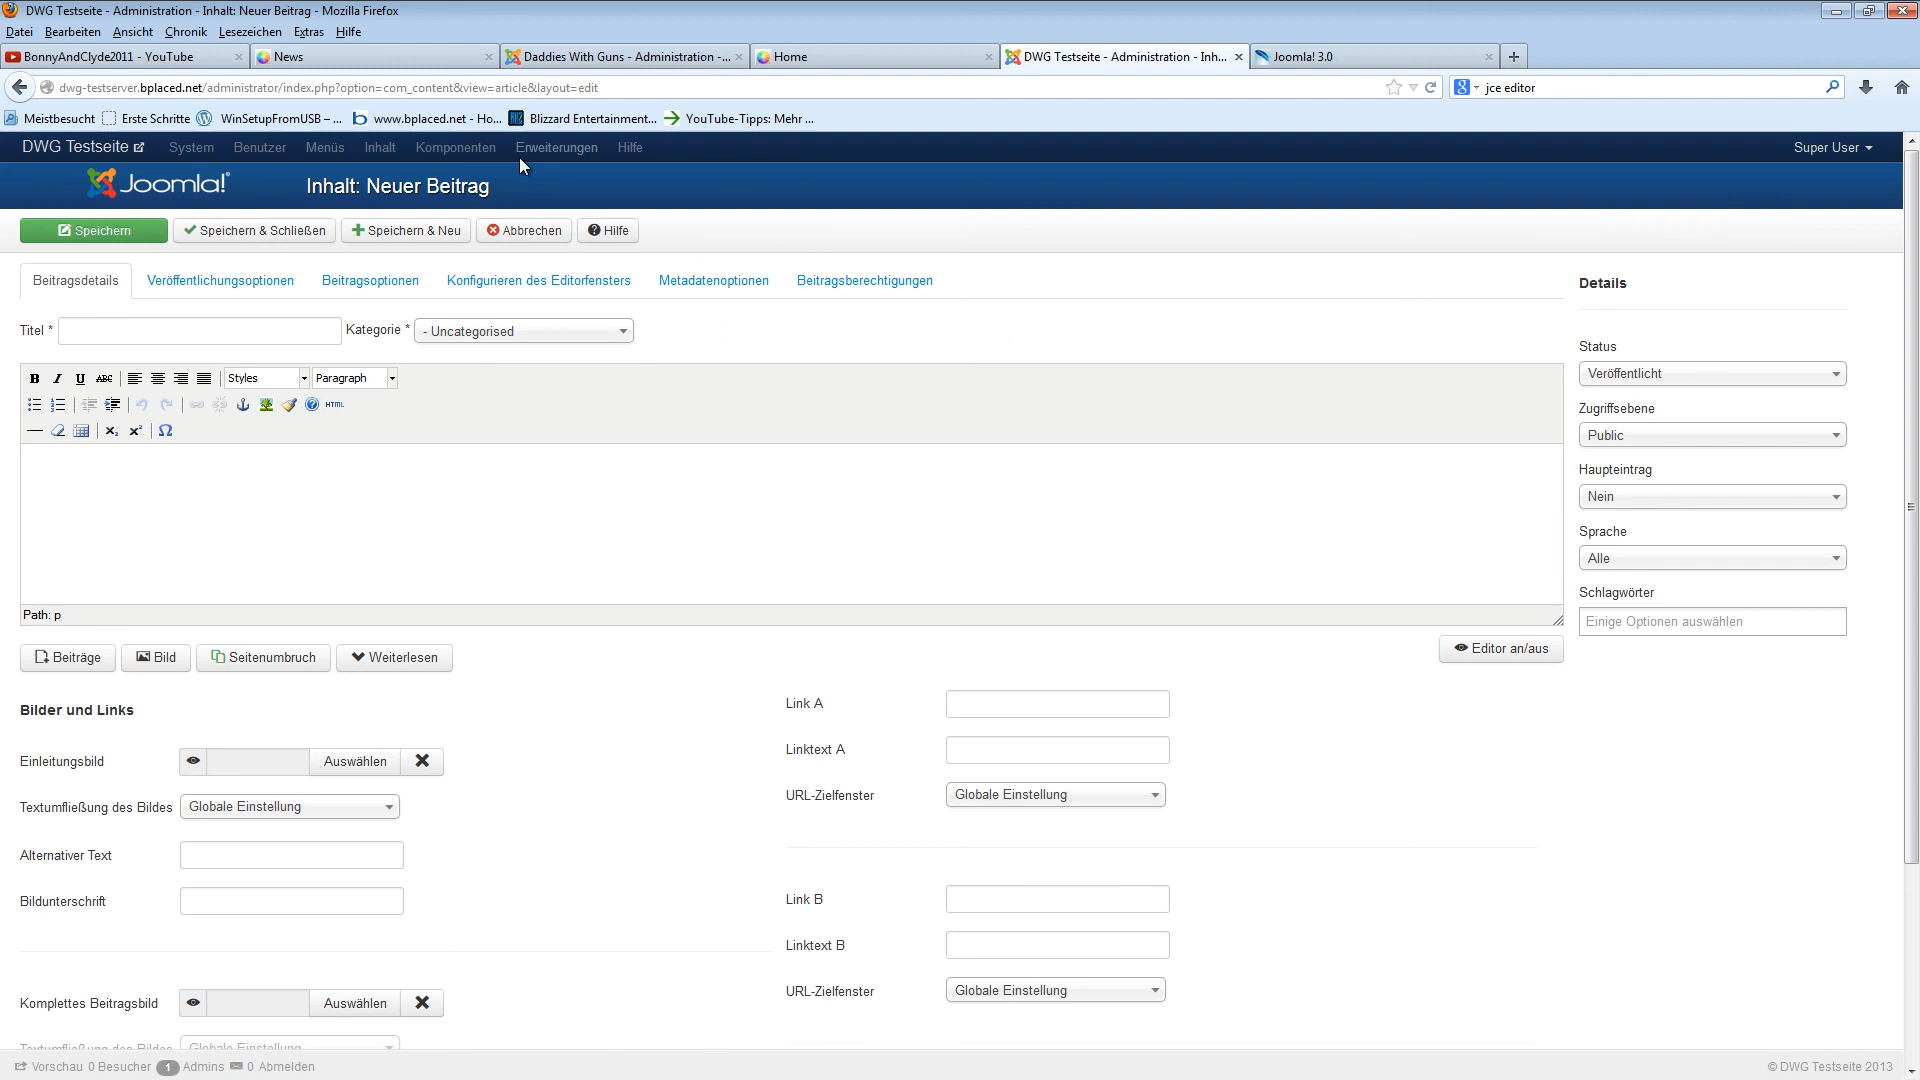 DWG Testseite - Administration - Inhalt: Neuer Beitrag - Mozilla Firefox
Datei Bearbeiten Ansicht Chronik Lesezeichen Extras Hilfe
BonnyAndClyde2011 - YouTube News Daddies With Guns - Administration -... Home DWG Testseite - Administration - Inh... Joomla! 3.0
dwg-testserver.bplaced.net/administrator/index.php?option=com_content&view=article&layout=edit jce editor
Meistbesucht Erste Schritte WinSetupFromUSB – ... www.bplaced.net - Ho... Blizzard Entertainment... YouTube-Tipps: Mehr ...
DWG Testseite System Benutzer Menüs Inhalt Komponenten Erweiterungen Hilfe Super User
Joomla!® Inhalt: Neuer Beitrag
Speichern Speichern & Schließen Speichern & Neu Abbrechen Hilfe
Beitragsdetails Veröffentlichungsoptionen Beitragsoptionen Konfigurieren des Editorfensters Metadatenoptionen Beitragsberechtigungen
Details
Titel * Kategorie * - Uncategorised
Status
Veröffentlicht
B I U ABC Styles Paragraph
HTML
Zugriffsebene
Public
Haupteintrag
Nein
Sprache
Alle
Schlagwörter
Einige Optionen auswählen
Path: p
Beiträge Bild Seitenumbruch Weiterlesen Editor an/aus
Bilder und Links
Link A
Linktext A
URL-Zielfenster Globale Einstellung
Einleitungsbild Auswählen
Textumfließung des Bildes Globale Einstellung
Alternativer Text
Bildunterschrift
Link B
Linktext B
URL-Zielfenster Globale Einstellung
Komplettes Beitragsbild Auswählen
Textumfließung des Bildes Globale Einstellung
Vorschau 0 Besucher 1 Admins 0 Abmelden © DWG Testseite 2013